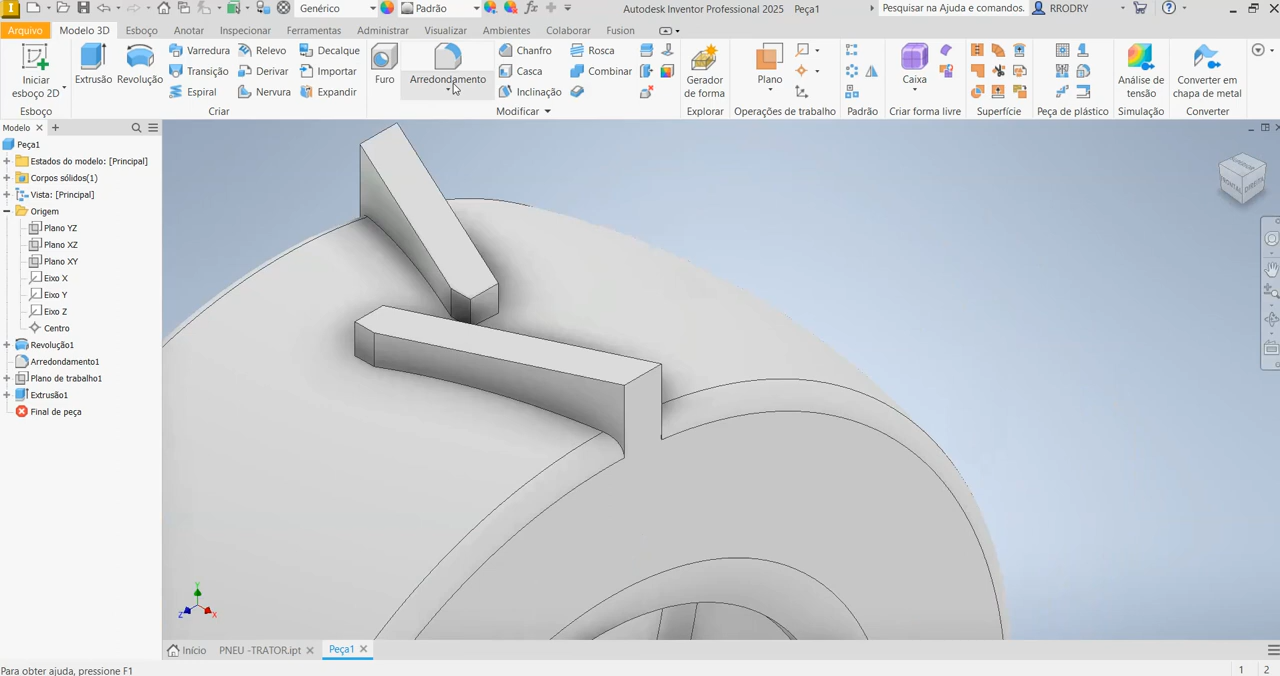 Genérico
Padrão
Autodesk Inventor Professional 2025 Peça1
Pesquisar na Ajuda e comandos.
RRODRY
Arquivo Modelo 3D Esboço Anotar Inspecionar Ferramentas Administrar Visualizar Ambientes Colaborar Fusion
Iniciar
esboço 2D
Esboço
Extrusão
Revolução
Varredura
Relevo
Decalque
Transição
Derivar
Importar
Espiral
Nervura
Expandir
Criar
Furo
Arredondamento
Chanfro
Rosca
Casca
Combinar
Inclinação
Modificar
Gerador
de forma
Explorar
Plano
Operações de trabalho
Padrão
Caixa
Criar forma livre
Superfície
Peça de plástico
Análise de
tensão
Simulação
Converter em
chapa de metal
Converter
Modelo
Peça1
Estados do modelo: [Principal]
Corpos sólidos(1)
Vista: [Principal]
Origem
Plano YZ
Plano XZ
Plano XY
Eixo X
Eixo Y
Eixo Z
Centro
Revolução1
Arredondamento1
Plano de trabalho1
Extrusão1
Final de peça
SUPERIOR
FRONTAL
DIREITA
Y
Z
X
Início
PNEU -TRATOR.ipt
Peça1
Para obter ajuda, pressione F1
1 2